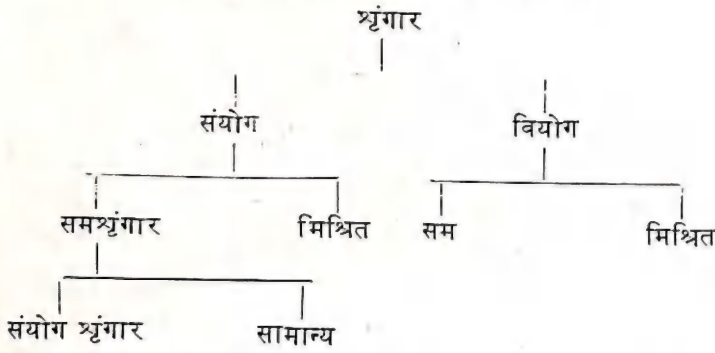 श्रृंगार
संयोग वियोग
समश्रृंगार मिश्रित सम मिश्रित
संयोग श्रृंगार सामान्य